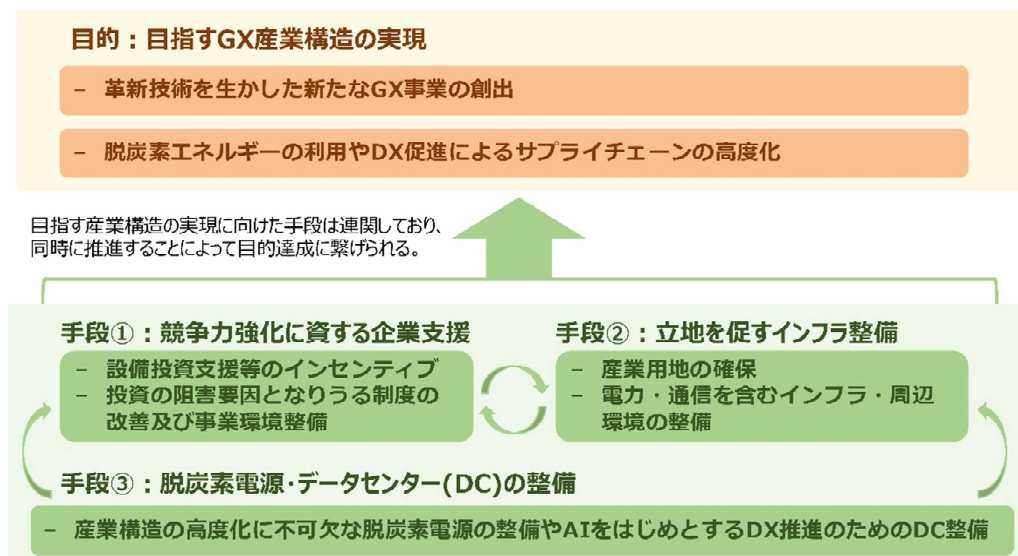 目的：目指すGX産業構造の実現
− 革新技術を生かした新たなGX事業の創出
− 脱炭素エネルギーの利用やDX促進によるサプライチェーンの高度化
目指す産業構造の実現に向けた手段は連関しており、
同時に推進することによって目的達成に繋げられる。
手段①：競争力強化に資する企業支援
− 設備投資支援等のインセンティブ
− 投資の阻害要因となりうる制度の
改善及び事業環境整備
手段②：立地を促すインフラ整備
− 産業用地の確保
− 電力・通信を含むインフラ・周辺
環境の整備
手段③：脱炭素電源・データセンター(DC)の整備
− 産業構造の高度化に不可欠な脱炭素電源の整備やAIをはじめとするDX推進のためのDC整備